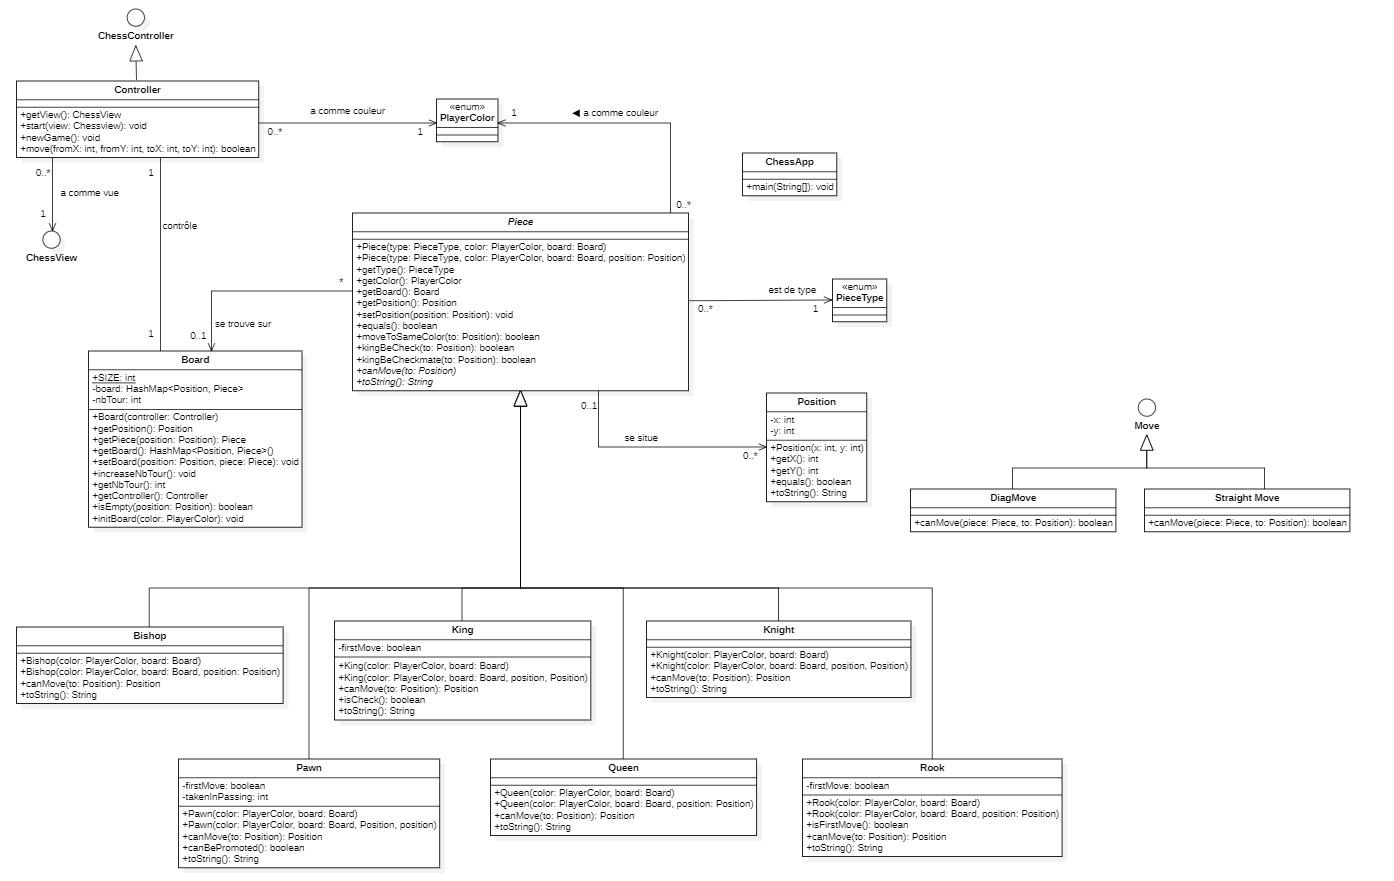 ChessController
Controller
+getView(): ChessView
+start(view: Chessview): void
+newGame(): void
+move(fromX: int, fromY: int, toX: int, toY: int): boolean
a comme couleur
0..*
1
«enum»
PlayerColor
1
◀ a comme couleur
0..*
ChessApp
+main(String[]): void
0..*
a comme vue
1
ChessView
1
contrôle
1
Piece
+Piece(type: PieceType, color: PlayerColor, board: Board)
+Piece(type: PieceType, color: PlayerColor, board: Board, position: Position)
+getType(): PieceType
+getColor(): PlayerColor
+getBoard(): Board
+getPosition(): Position
+setPosition(position: Position): void
+equals(): boolean
+moveToSameColor(to: Position): boolean
+kingBeCheck(to: Position): boolean
+kingBeCheckmate(to: Position): boolean
+canMove(to: Position)
+toString(): String
*
se trouve sur
0..1
est de type
0..*
1
«enum»
PieceType
Board
+SIZE: int
-board: HashMap<Position, Piece>
-nbTour: int
+Board(controller: Controller)
+getPosition(): Position
+getPiece(position: Position): Piece
+getBoard(): HashMap<Position, Piece>()
+setBoard(position: Position, piece: Piece): void
+increaseNbTour(): void
+getNbTour(): int
+getController(): Controller
+isEmpty(position: Position): boolean
+initBoard(color: PlayerColor): void
0..1
se situe
0..*
Position
-x: int
-y: int
+Position(x: int, y: int)
+getX(): int
+getY(): int
+equals(): boolean
+toString(): String
Move
DiagMove
+canMove(piece: Piece, to: Position): boolean
Straight Move
+canMove(piece: Piece, to: Position): boolean
Bishop
+Bishop(color: PlayerColor, board: Board)
+Bishop(color: PlayerColor, board: Board, position: Position)
+canMove(to: Position): Position
+toString(): String
King
-firstMove: boolean
+King(color: PlayerColor, board: Board)
+King(color: PlayerColor, board: Board, position, Position)
+canMove(to: Position): Position
+isCheck(): boolean
+toString(): String
Knight
+Knight(color: PlayerColor, board: Board)
+Knight(color: PlayerColor, board: Board, position, Position)
+canMove(to: Position): Position
+toString(): String
Pawn
-firstMove: boolean
-takenInPassing: int
+Pawn(color: PlayerColor, board: Board)
+Pawn(color: PlayerColor, board: Board, Position, position)
+canMove(to: Position): Position
+canBePromoted(): boolean
+toString(): String
Queen
+Queen(color: PlayerColor, board: Board)
+Queen(color: PlayerColor, board: Board, position: Position)
+canMove(to: Position): Position
+toString(): String
Rook
-firstMove: boolean
+Rook(color: PlayerColor, board: Board)
+Rook(color: PlayerColor, board: Board, position: Position)
+isFirstMove(): boolean
+canMove(to: Position): Position
+toString(): String